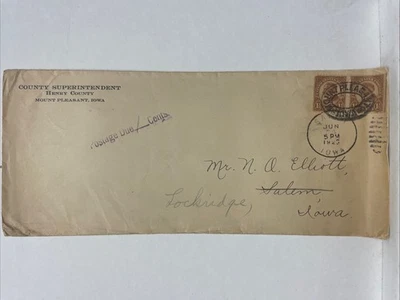 COUNTY SUPERINTENDENT
HENRY COUNTY
MOUNT PLEASANT, IOWA
Postage Due Cents
JUN
5 PM
IOWA
Mr. N. O. Elliott,
Salem
Lockridge,
Iowa.